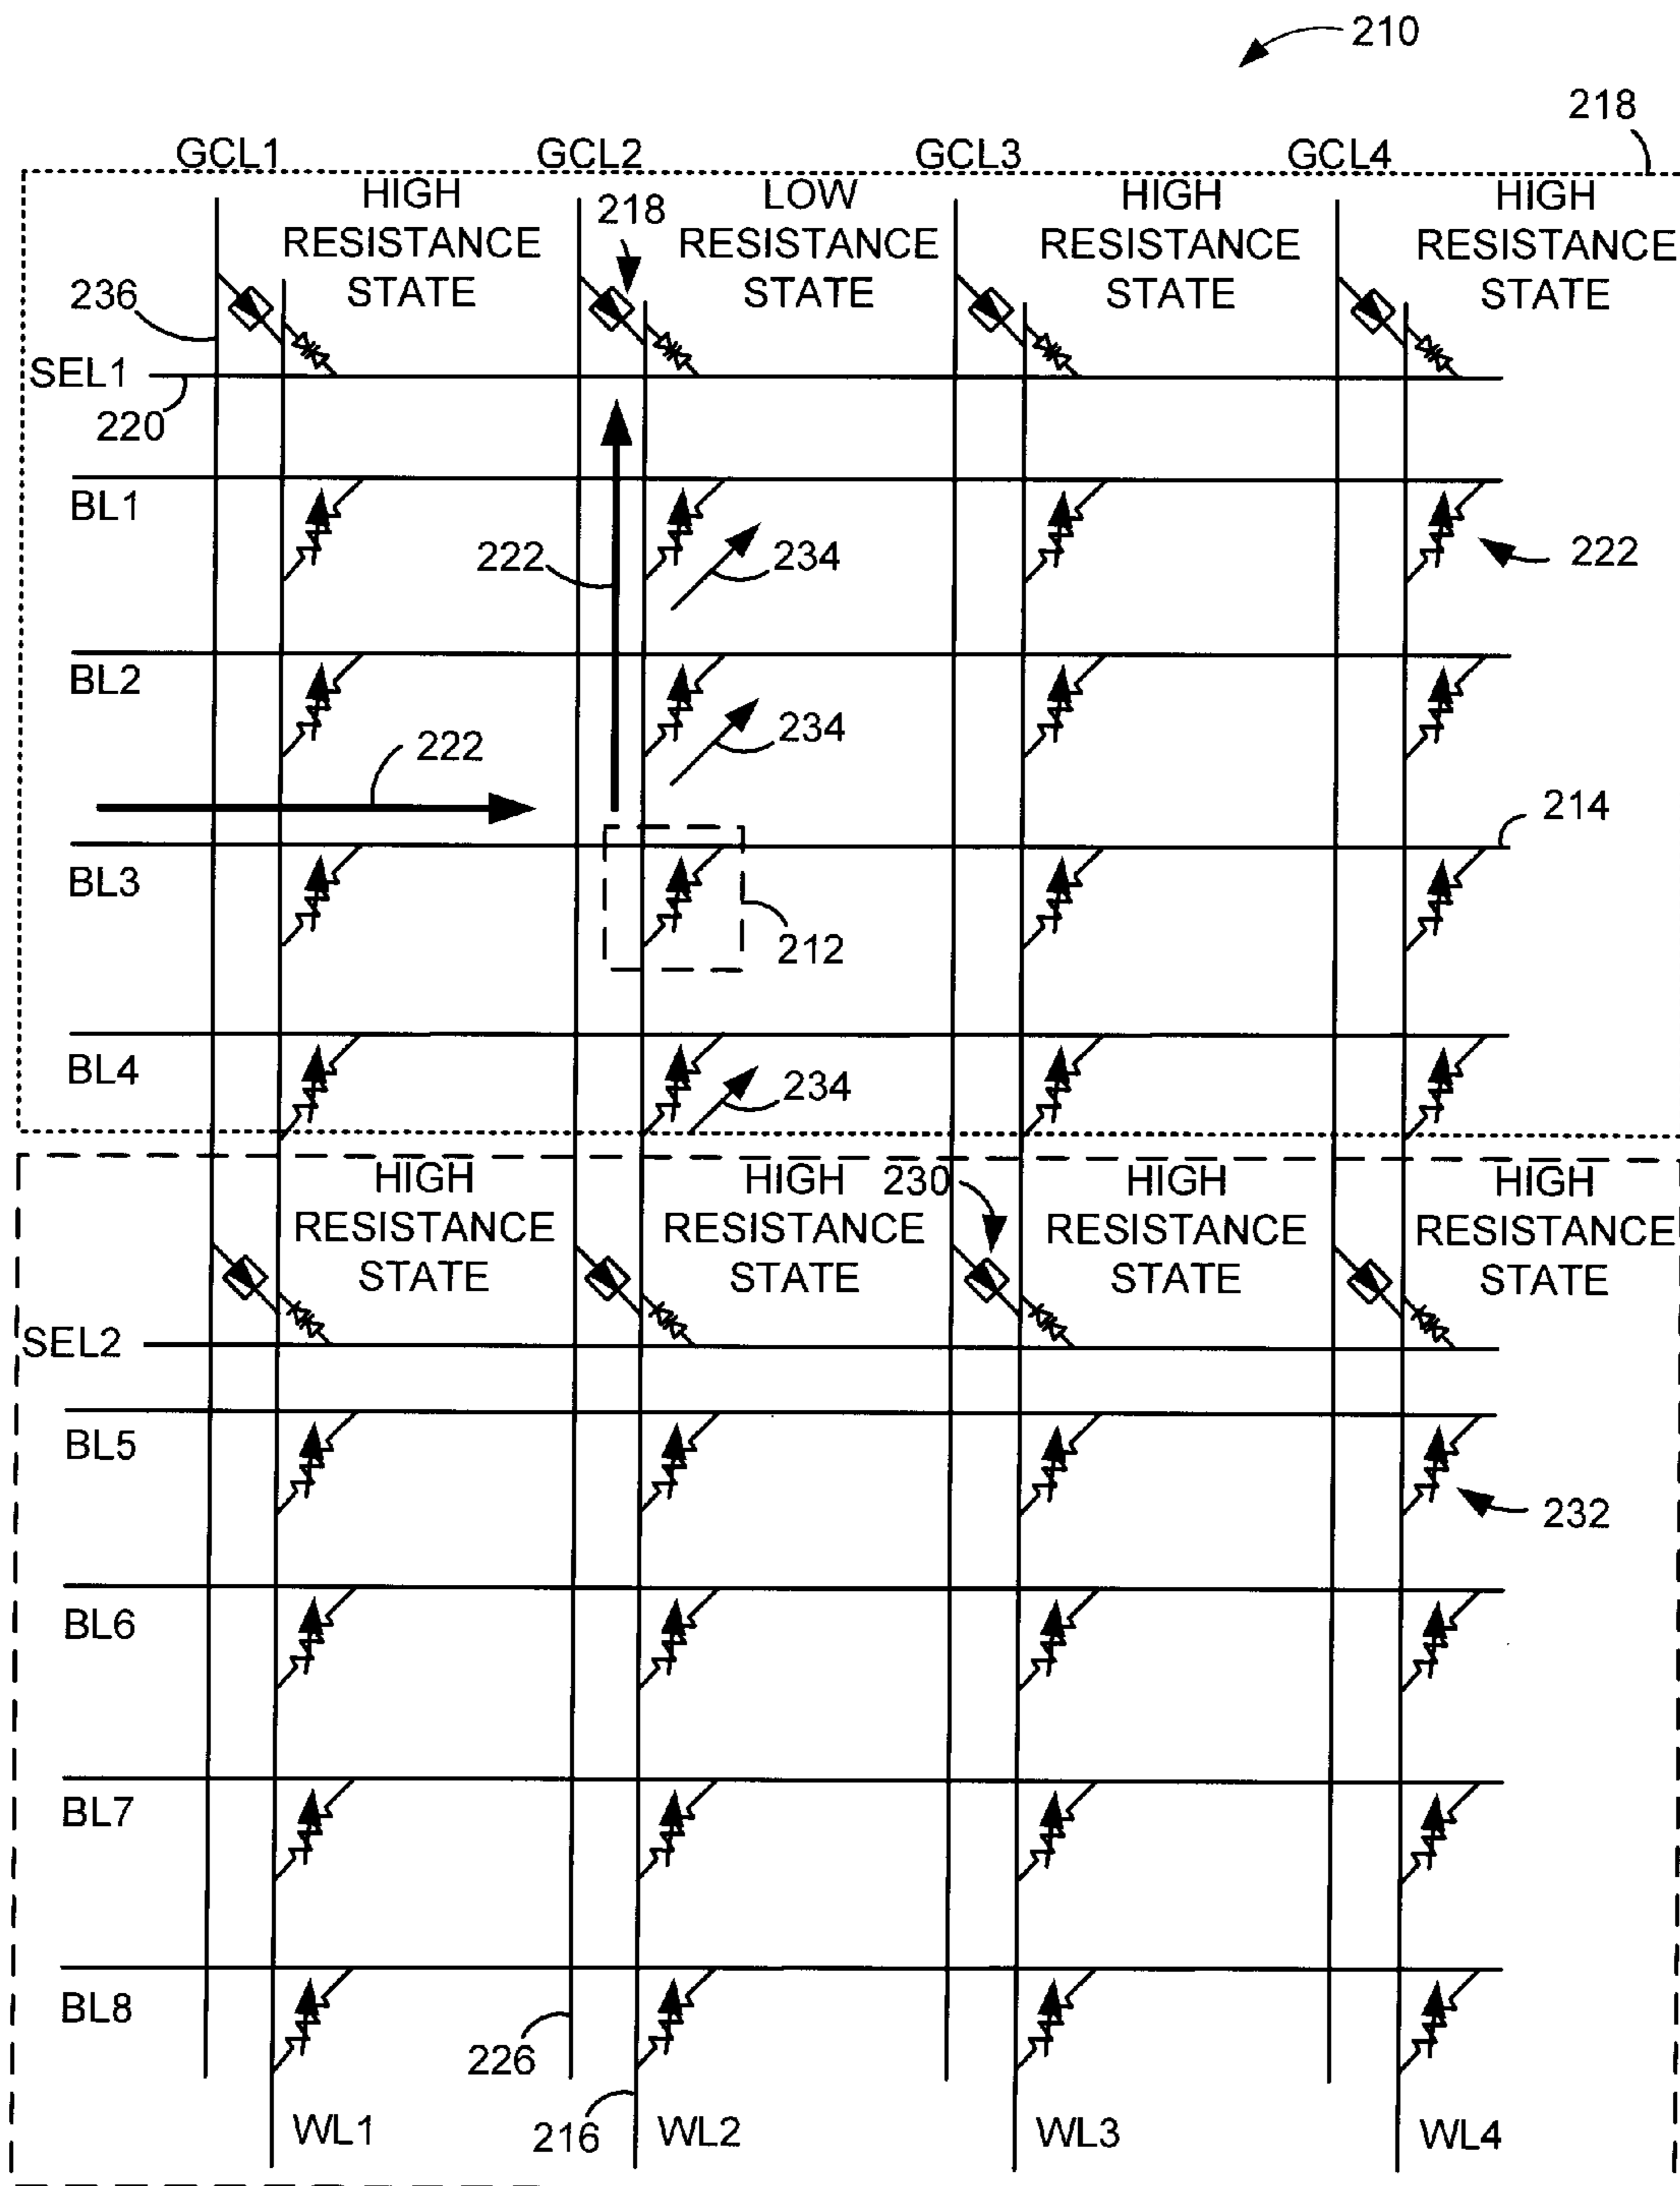 210
218
GCL1 GCL2 GCL3 GCL4
HIGH RESISTANCE STATE
218
LOW RESISTANCE STATE
HIGH RESISTANCE STATE
HIGH RESISTANCE STATE
236
SEL1
220
BL1
222
234
222
BL2
234
222
214
BL3
212
BL4
234
HIGH RESISTANCE STATE
HIGH RESISTANCE STATE
230
HIGH RESISTANCE STATE
HIGH RESISTANCE STATE
SEL2
BL5
232
BL6
BL7
BL8
226
216
WL1 WL2 WL3 WL4